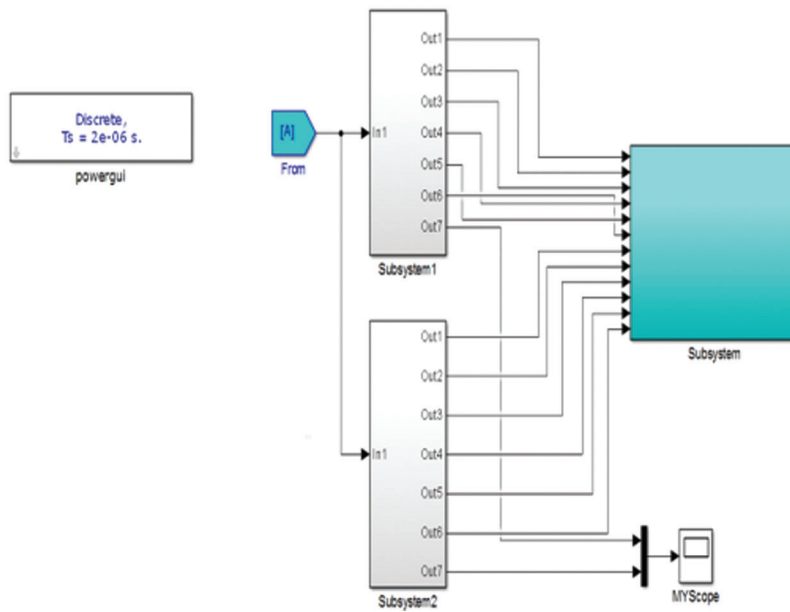 Discrete,
Ts = 2e-06 s.
powergui
[A]
From
In1
Out1
Out2
Out3
Out4
Out5
Out6
Out7
Subsystem1
Subsystem
In1
Out1
Out2
Out3
Out4
Out5
Out6
Out7
Subsystem2
MYScope